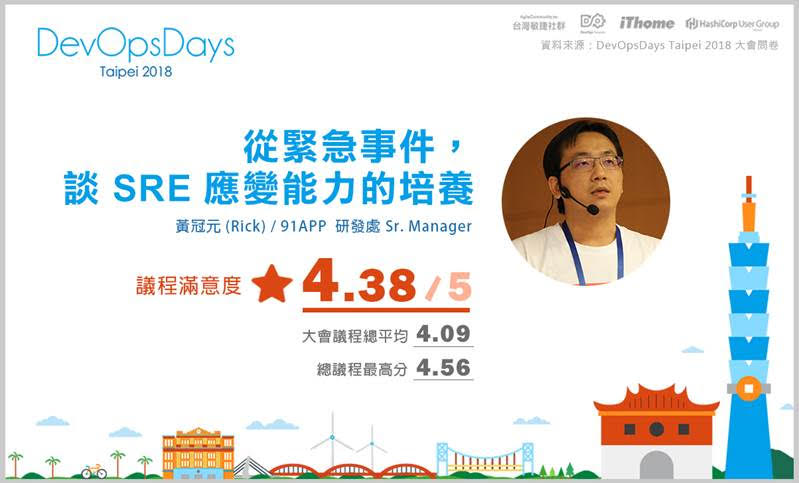 DevOpsDays
Taipei 2018
AgileCommunity.tw
台灣敏捷社群
iThome
HashiCorp User Group
資料來源：DevOpsDays Taipei 2018 大會問卷
從緊急事件，
談 SRE 應變能力的培養
黃冠元 (Rick) / 91APP 研發處 Sr. Manager
議程滿意度 4.38 / 5
大會議程總平均 4.09
總議程最高分 4.56